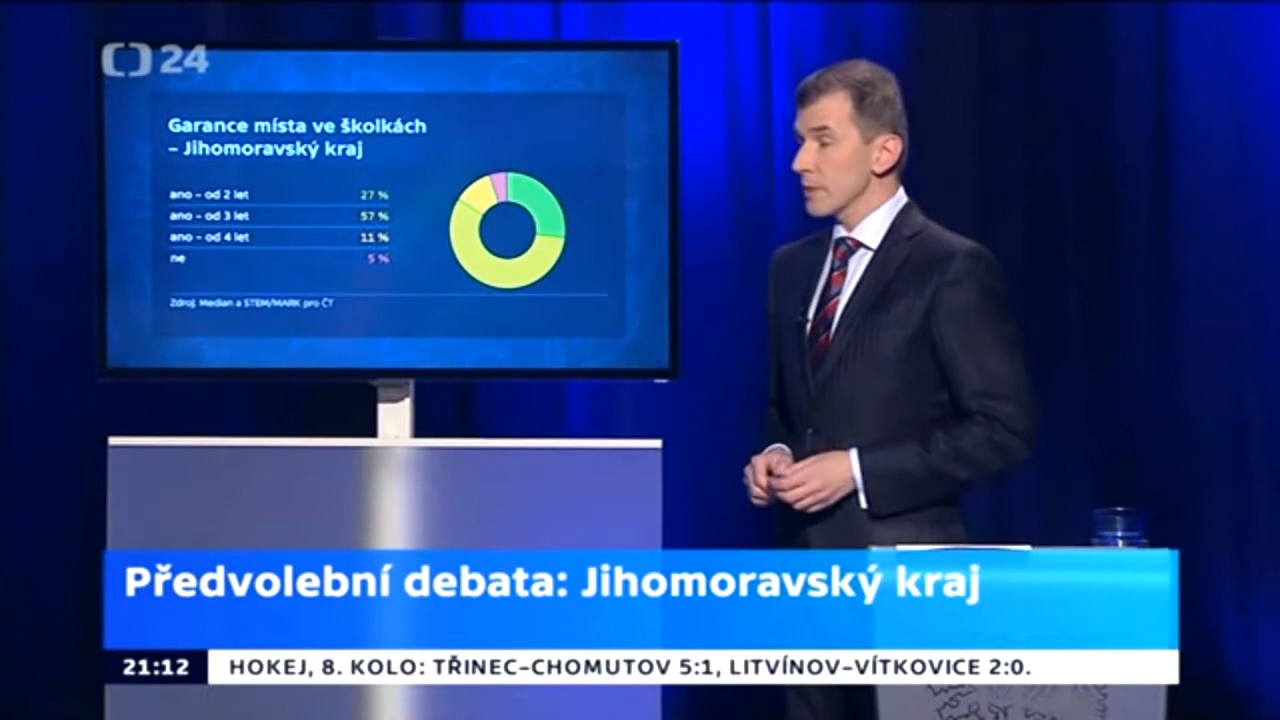 24
Garance místa ve školkách
– Jihomoravský kraj
ano – od 2 let 27 %
ano – od 3 let 57 %
ano – od 4 let 11 %
ne 5 %
Zdroj: Median a STEM/MARK pro ČT
Předvolební debata: Jihomoravský kraj
21:12 HOKEJ, 8. KOLO: TŘINEC–CHOMUTOV 5:1, LITVÍNOV–VÍTKOVICE 2:0.